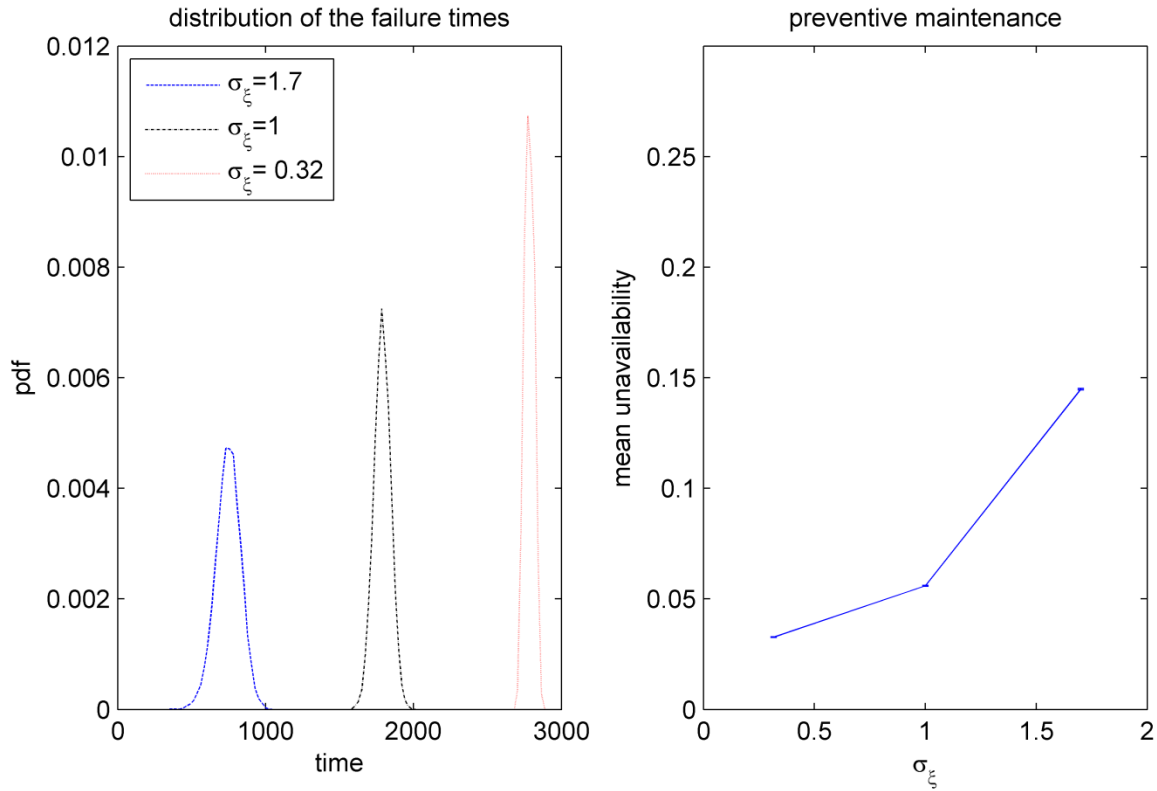 distribution of the failure times
0.012
0.01
0.008
0.006
0.004
0.002
0
pdf
σξ=1.7
σξ=1
σξ= 0.32
0
1000
2000
3000
time
preventive maintenance
0.25
0.2
0.15
0.1
0.05
0
mean unavailability
0
0.5
1
1.5
2
σξ